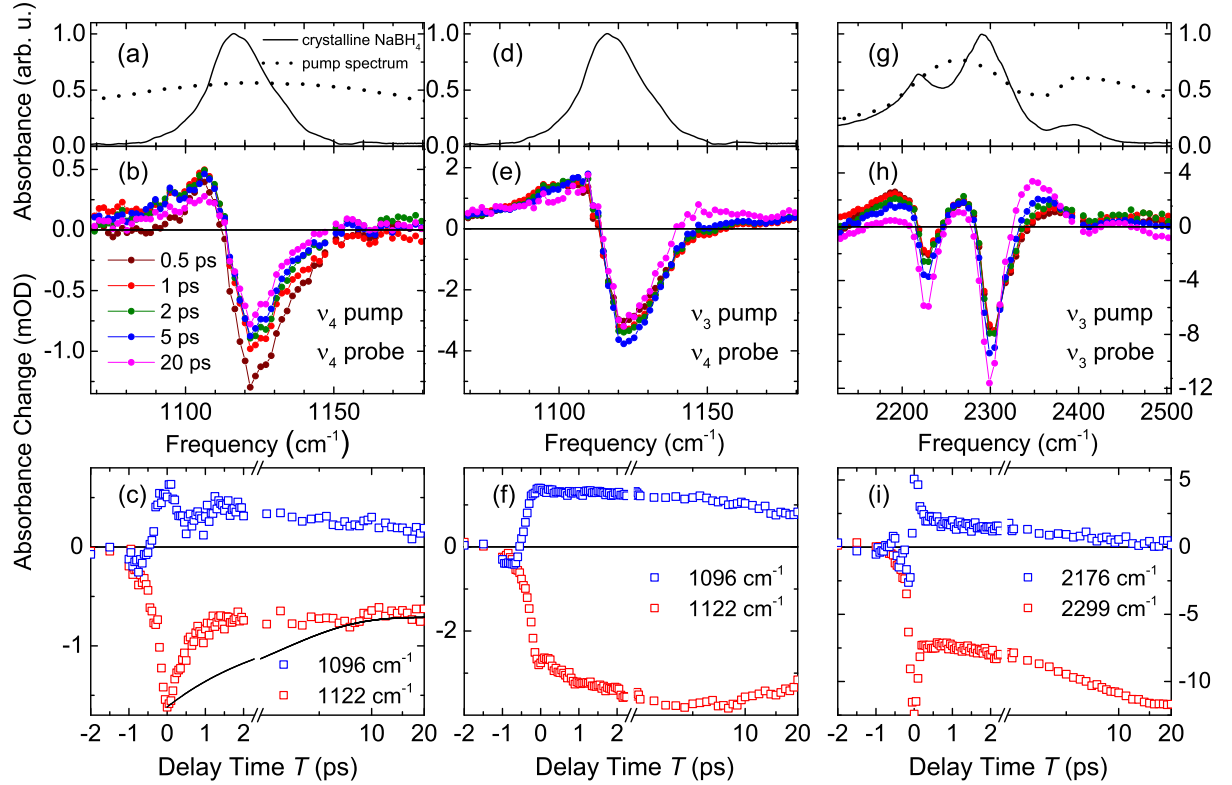 (a)
crystalline NaBH4
pump spectrum
1.0
0.5
0.0
Absorbance (arb. u.)
(d)
(g)
1.0
0.5
0.0
(b)
0.5
0.0
-0.5
-1.0
0.5 ps
1 ps
2 ps
5 ps
20 ps
ν4 pump
ν4 probe
1100
1150
Frequency (cm-1)
(e)
2
0
-2
-4
ν3 pump
ν4 probe
1100
1150
Frequency (cm-1)
(h)
4
0
-4
-8
-12
ν3 pump
ν3 probe
2200
2300
2400
2500
Frequency (cm-1)
Absorbance Change (mOD)
(c)
0
-1
1096 cm-1
1122 cm-1
-2
-1
0
1
2
10
20
Delay Time T (ps)
(f)
0
-2
1096 cm-1
1122 cm-1
-2
-1
0
1
2
10
20
Delay Time T (ps)
(i)
5
0
-5
-10
2176 cm-1
2299 cm-1
-2
-1
0
1
2
10
20
Delay Time T (ps)